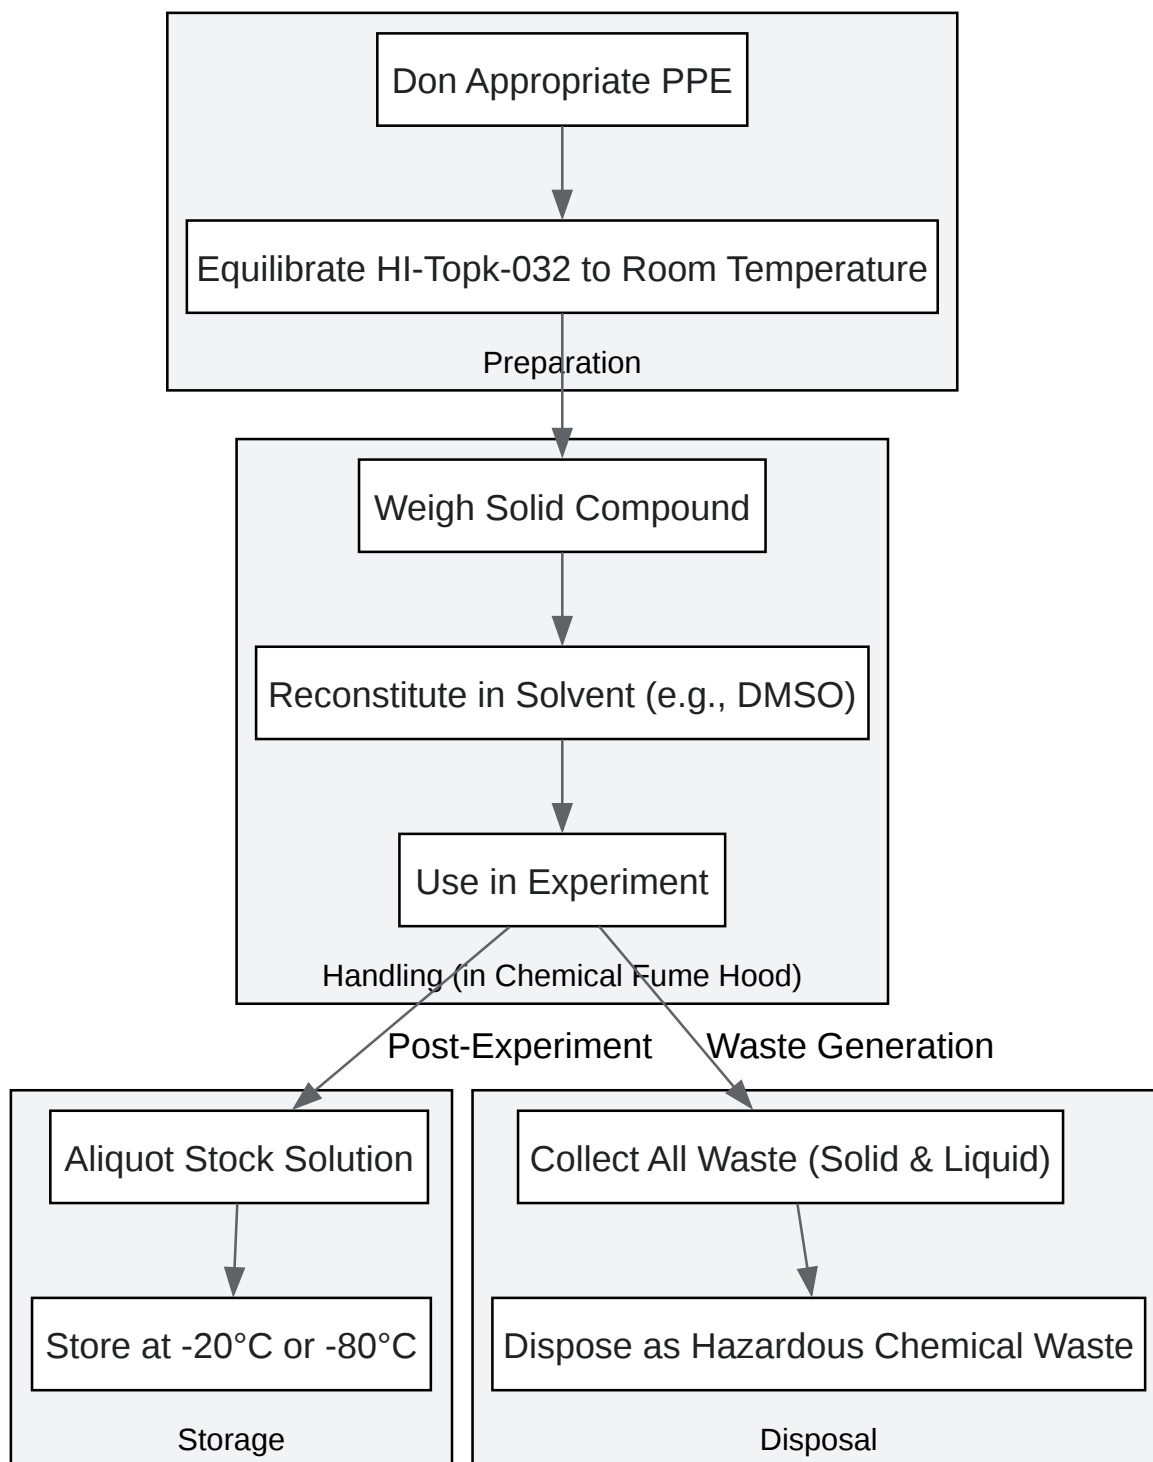 Don Appropriate PPE
Equilibrate HI-Topk-032 to Room Temperature
Preparation
Weigh Solid Compound
Reconstitute in Solvent (e.g., DMSO)
Use in Experiment
Handling (in Chemical Fume Hood)
Post-Experiment
Waste Generation
Aliquot Stock Solution
Collect All Waste (Solid & Liquid)
Store at -20°C or -80°C
Dispose as Hazardous Chemical Waste
Storage
Disposal